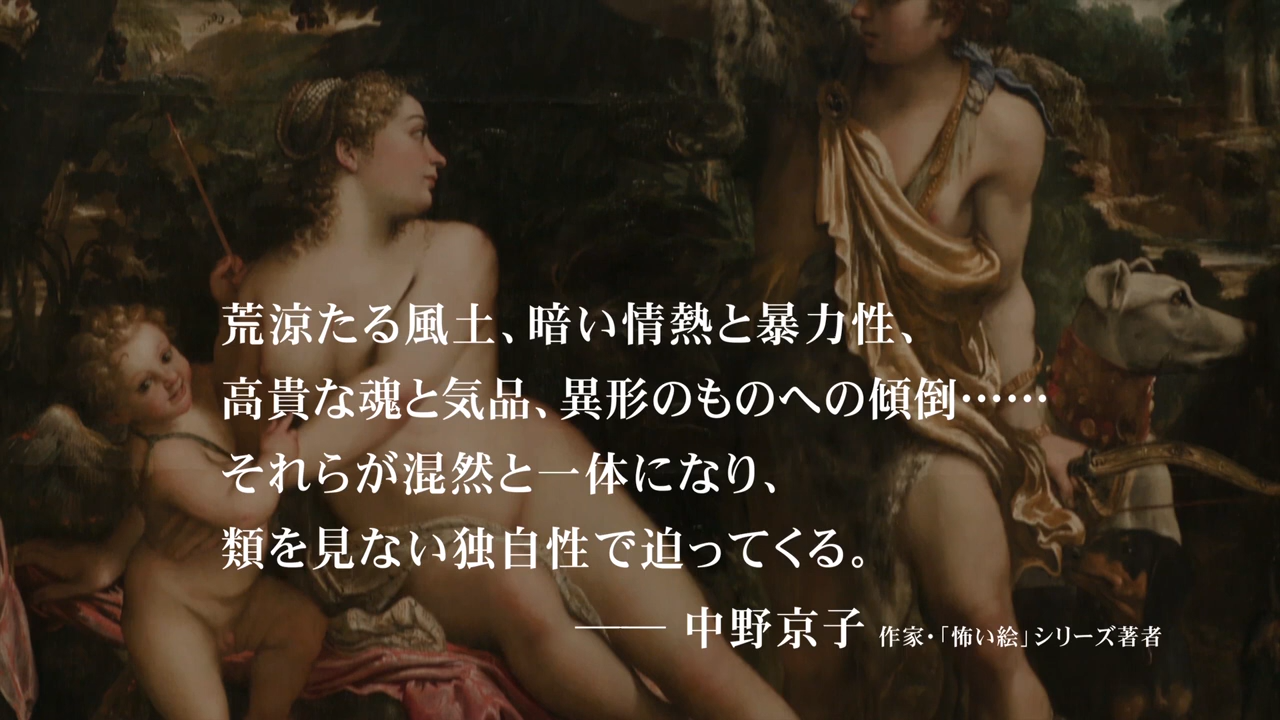 荒涼たる風土、暗い情熱と暴力性、
高貴な魂と気品、異形のものへの傾倒……
それらが混然と一体になり、
類を見ない独自性で迫ってくる。
―― 中野京子 作家・「怖い絵」シリーズ著者